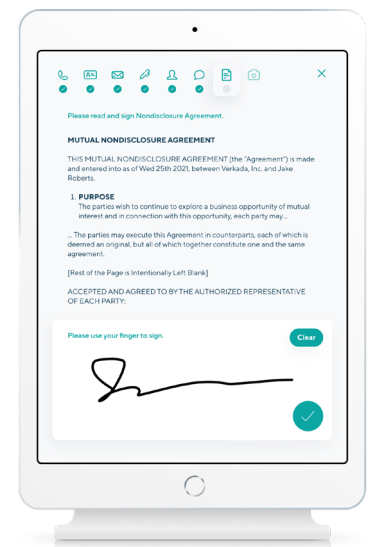 Please read and sign Nondisclosure Agreement.
MUTUAL NONDISCLOSURE AGREEMENT
THIS MUTUAL NONDISCLOSURE AGREEMENT (the "Agreement") is made
and entered into as of Wed 25th 2021, between Verkada, Inc. and Jake
Roberts.
1. PURPOSE
The parties wish to continue to explore a business opportunity of mutual
interest and in connection with this opportunity, each party may...
... The parties may execute this Agreement in counterparts, each of which is
deemed an original, but all of which together constitute one and the same
agreement.
[Rest of the Page is Intentionally Left Blank]
ACCEPTED AND AGREED TO BY THE AUTHORIZED REPRESENTATIVE
OF EACH PARTY:
Please use your finger to sign.
Clear